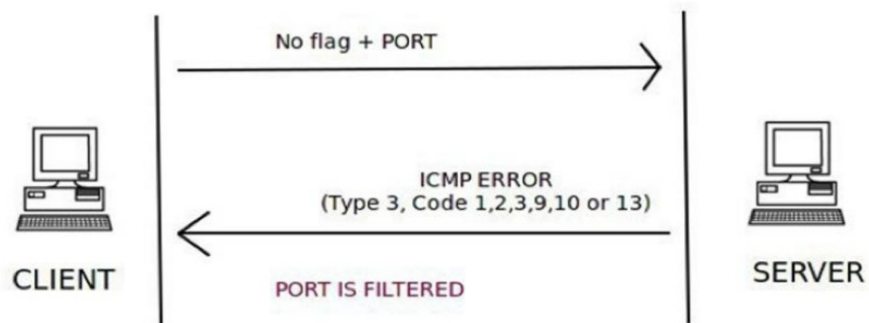 No flag + PORT
ICMP ERROR
(Type 3, Code 1,2,3,9,10 or 13)
CLIENT
PORT IS FILTERED
SERVER